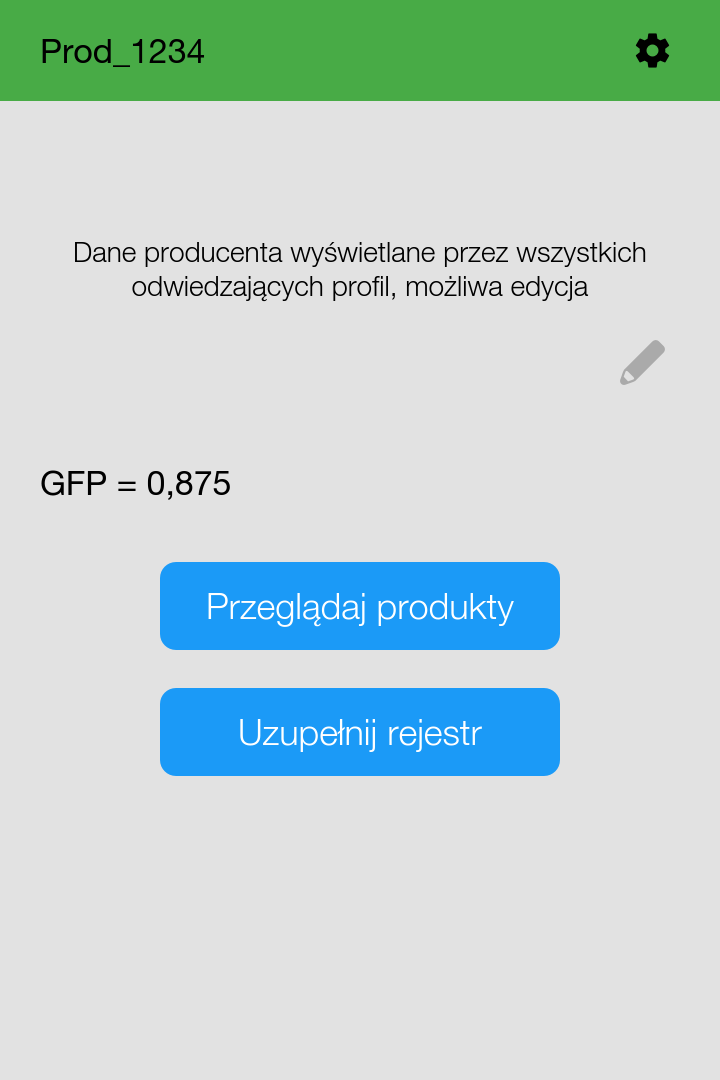 Prod_1234
Dane producenta wyświetlane przez wszystkich
odwiedzających profil, możliwa edycja
GFP = 0,875
Przeglądaj produkty
Uzupełnij rejestr